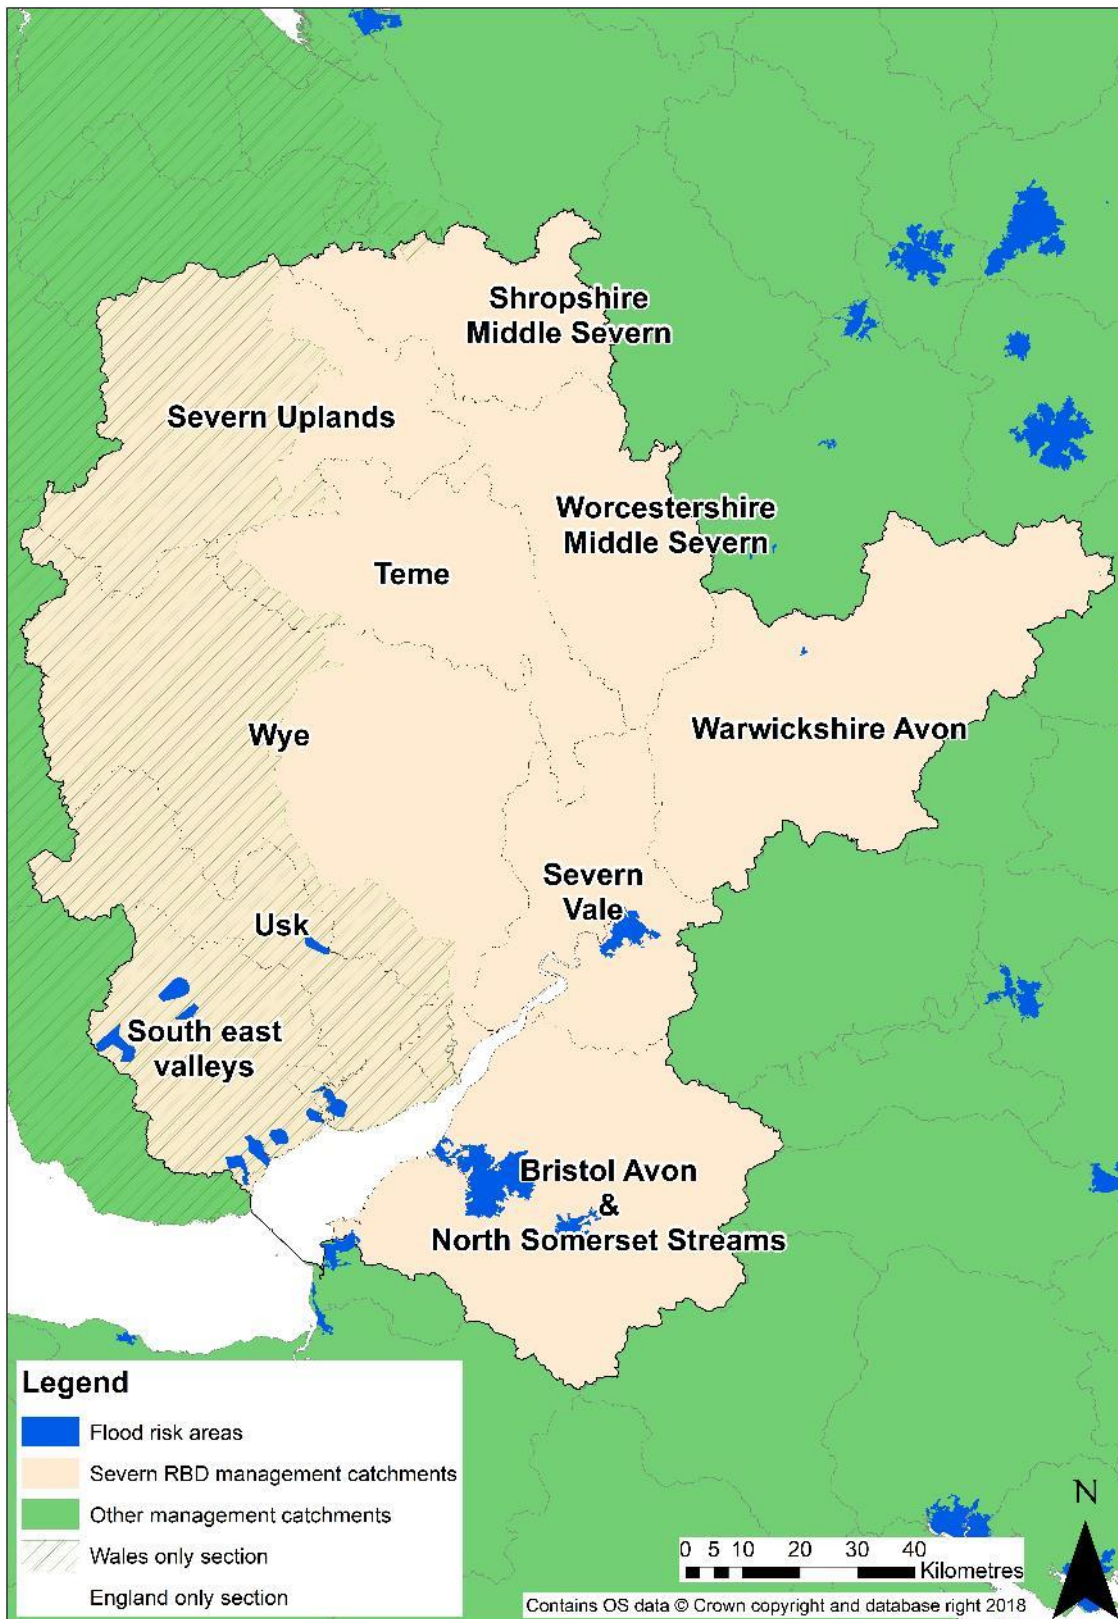 Shropshire
Middle Severn
Severn Uplands
Worcestershire
Middle Severn
Teme
Wye
Warwickshire Avon
Severn
Vale
Usk
South east
valleys
Bristol Avon
&
North Somerset Streams
Legend
Flood risk areas
Severn RBD management catchments
Other management catchments
Wales only section
England only section
N
0 5 10 20 30 40
Kilometres
Contains OS data © Crown copyright and database right 2018